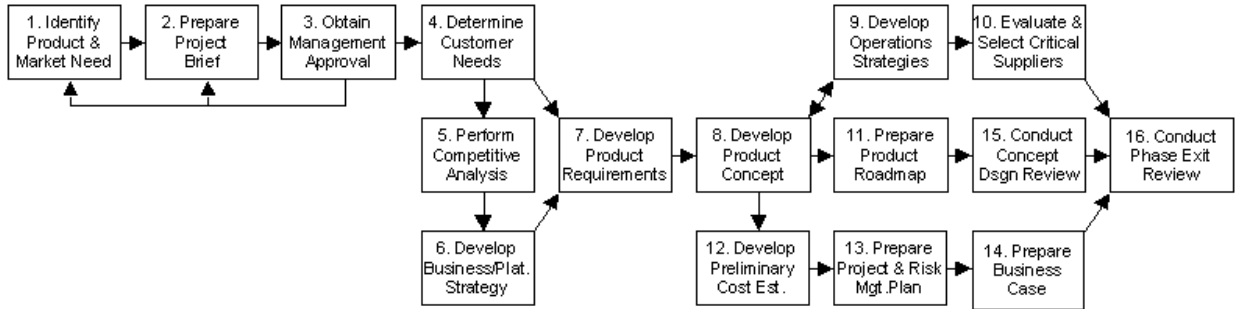 1. Identify
Product &
Market Need
2. Prepare
Project
Brief
3. Obtain
Management
Approval
4. Determine
Customer
Needs
5. Perform
Competitive
Analysis
6. Develop
Business/Plat.
Strategy
7. Develop
Product
Requirements
8. Develop
Product
Concept
9. Develop
Operations
Strategies
10. Evaluate &
Select Critical
Suppliers
11. Prepare
Product
Roadmap
12. Develop
Preliminary
Cost Est.
13. Prepare
Project & Risk
Mgt.Plan
14. Prepare
Business
Case
15. Conduct
Concept
Dsgn Review
16. Conduct
Phase Exit
Review